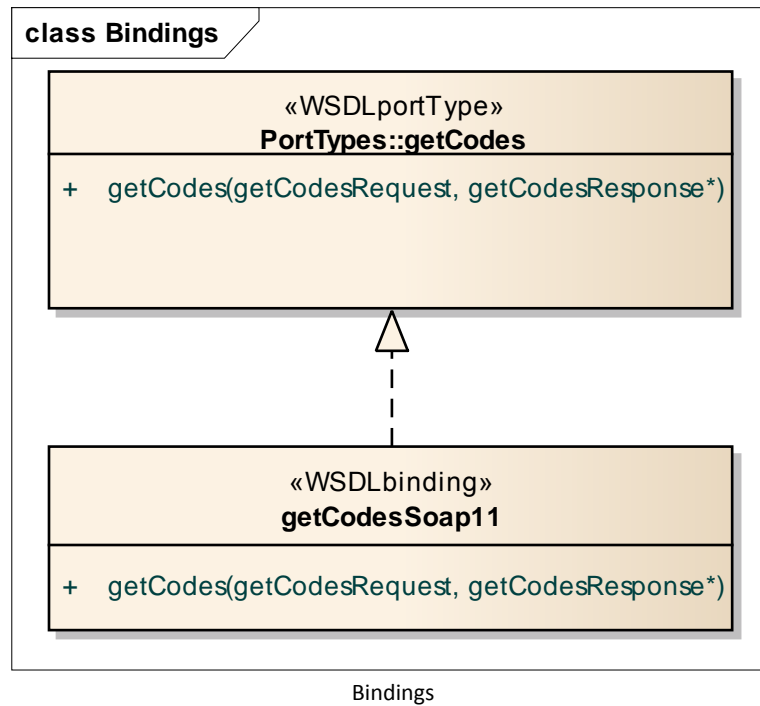 class Bindings
«WSDLportType»
PortTypes::getCodes
+ getCodes(getCodesRequest, getCodesResponse*)
«WSDLbinding»
getCodesSoap11
+ getCodes(getCodesRequest, getCodesResponse*)
Bindings